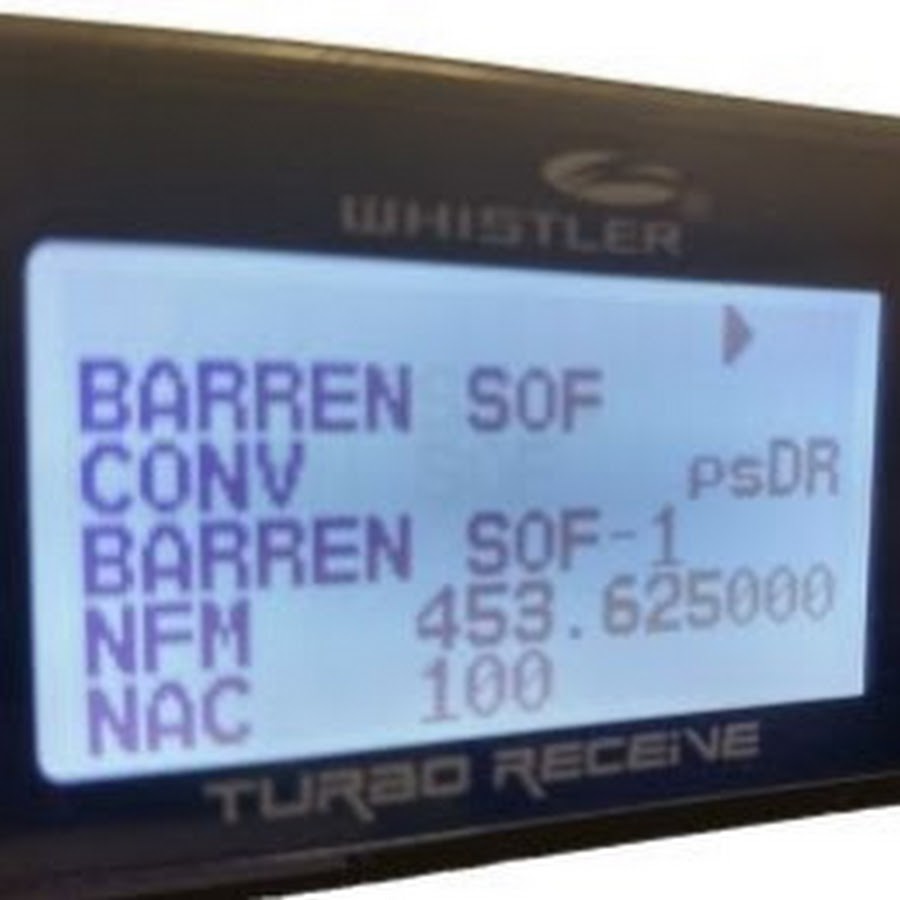 WHISTLER
BARREN SOF
CONV psDR
BARREN SOF-1
NFM 453.625000
NAC 100
TURBO RECEIVE